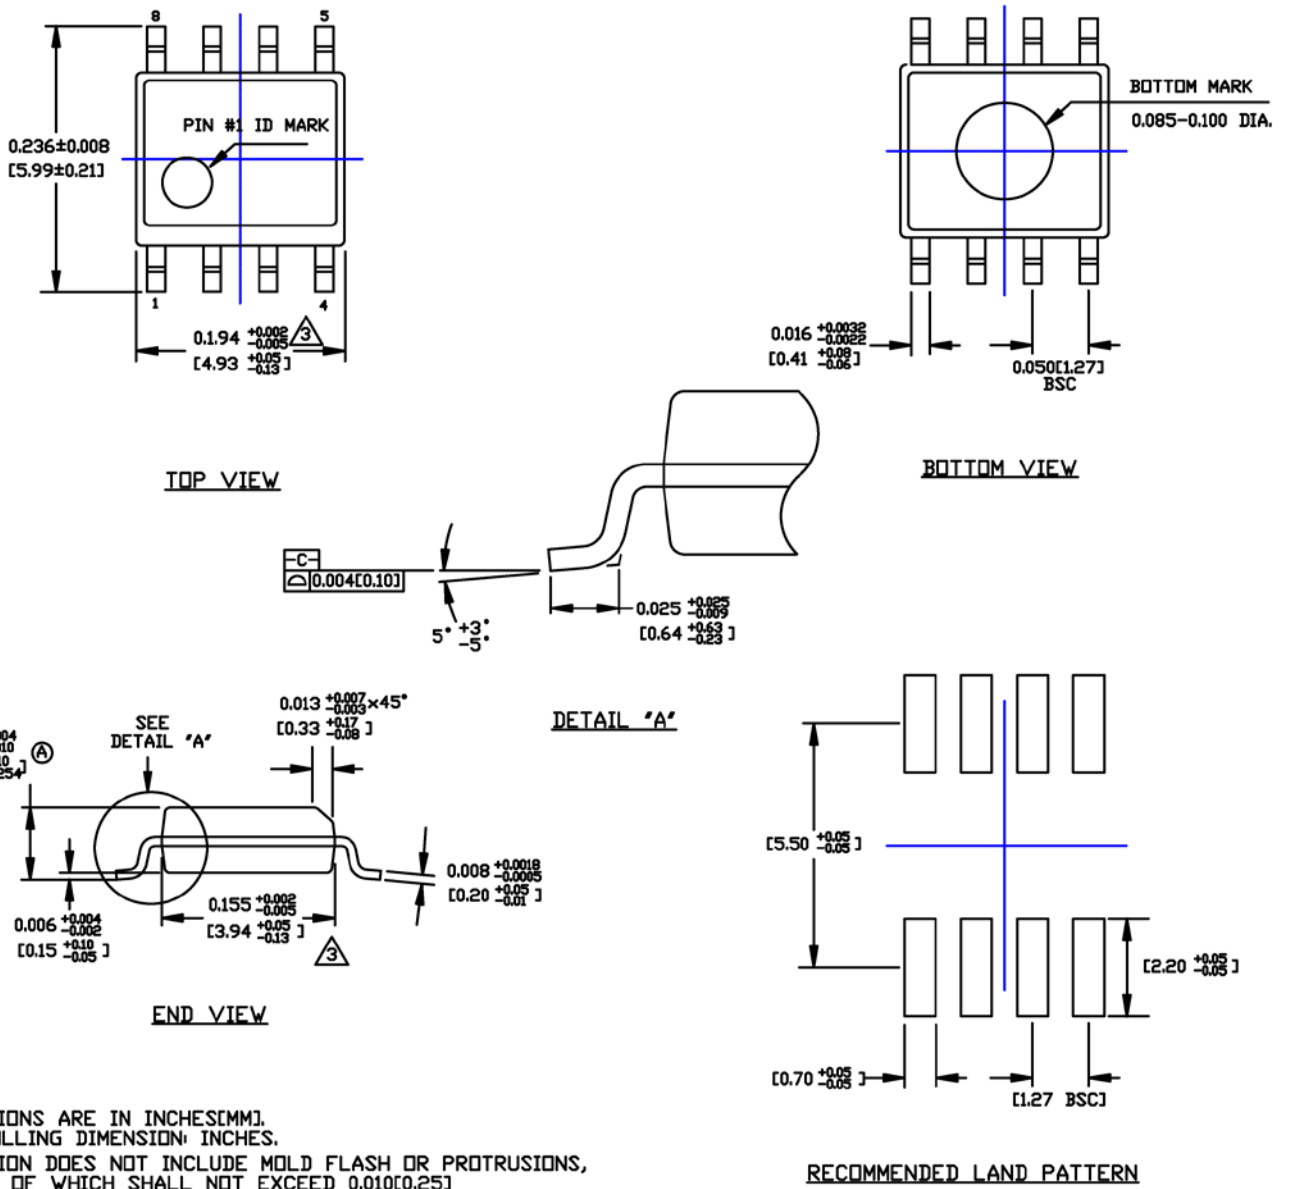 8 5
PIN #1 ID MARK
0.236±0.008
[5.99±0.21]
1 4
0.1.94 +0.002 -0.005 3
[4.93 +0.05 -0.13 ]
TOP VIEW
BOTTOM MARK
0.085-0.100 DIA.
0.016 +0.0032 -0.0022
[0.41 +0.08 -0.06 ]
0.050[1.27]
BSC
BOTTOM VIEW
-C-
0.004[0.10]
5° +3° -5°
0.025 +0.025 -0.009
[0.64 +0.63 -0.23 ]
DETAIL "A"
SEE
DETAIL "A"
0.013 +0.007 -0.003 ×45°
[0.33 +0.17 -0.08 ]
A
0.006 +0.004 -0.002
[0.15 +0.10 -0.05 ]
0.155 +0.002 -0.005
[3.94 +0.05 -0.13 ]
3
0.008 +0.0018 -0.0005
[0.20 +0.05 -0.01 ]
END VIEW
[5.50 +0.05 -0.05 ]
[2.20 +0.05 -0.05 ]
[0.70 +0.05 -0.05 ]
[1.27 BSC]
RECOMMENDED LAND PATTERN
IONS ARE IN INCHES[MM].
LLING DIMENSION: INCHES.
ION DOES NOT INCLUDE MOLD FLASH OR PROTRUSIONS,
OF WHICH SHALL NOT EXCEED 0.010[0.25]